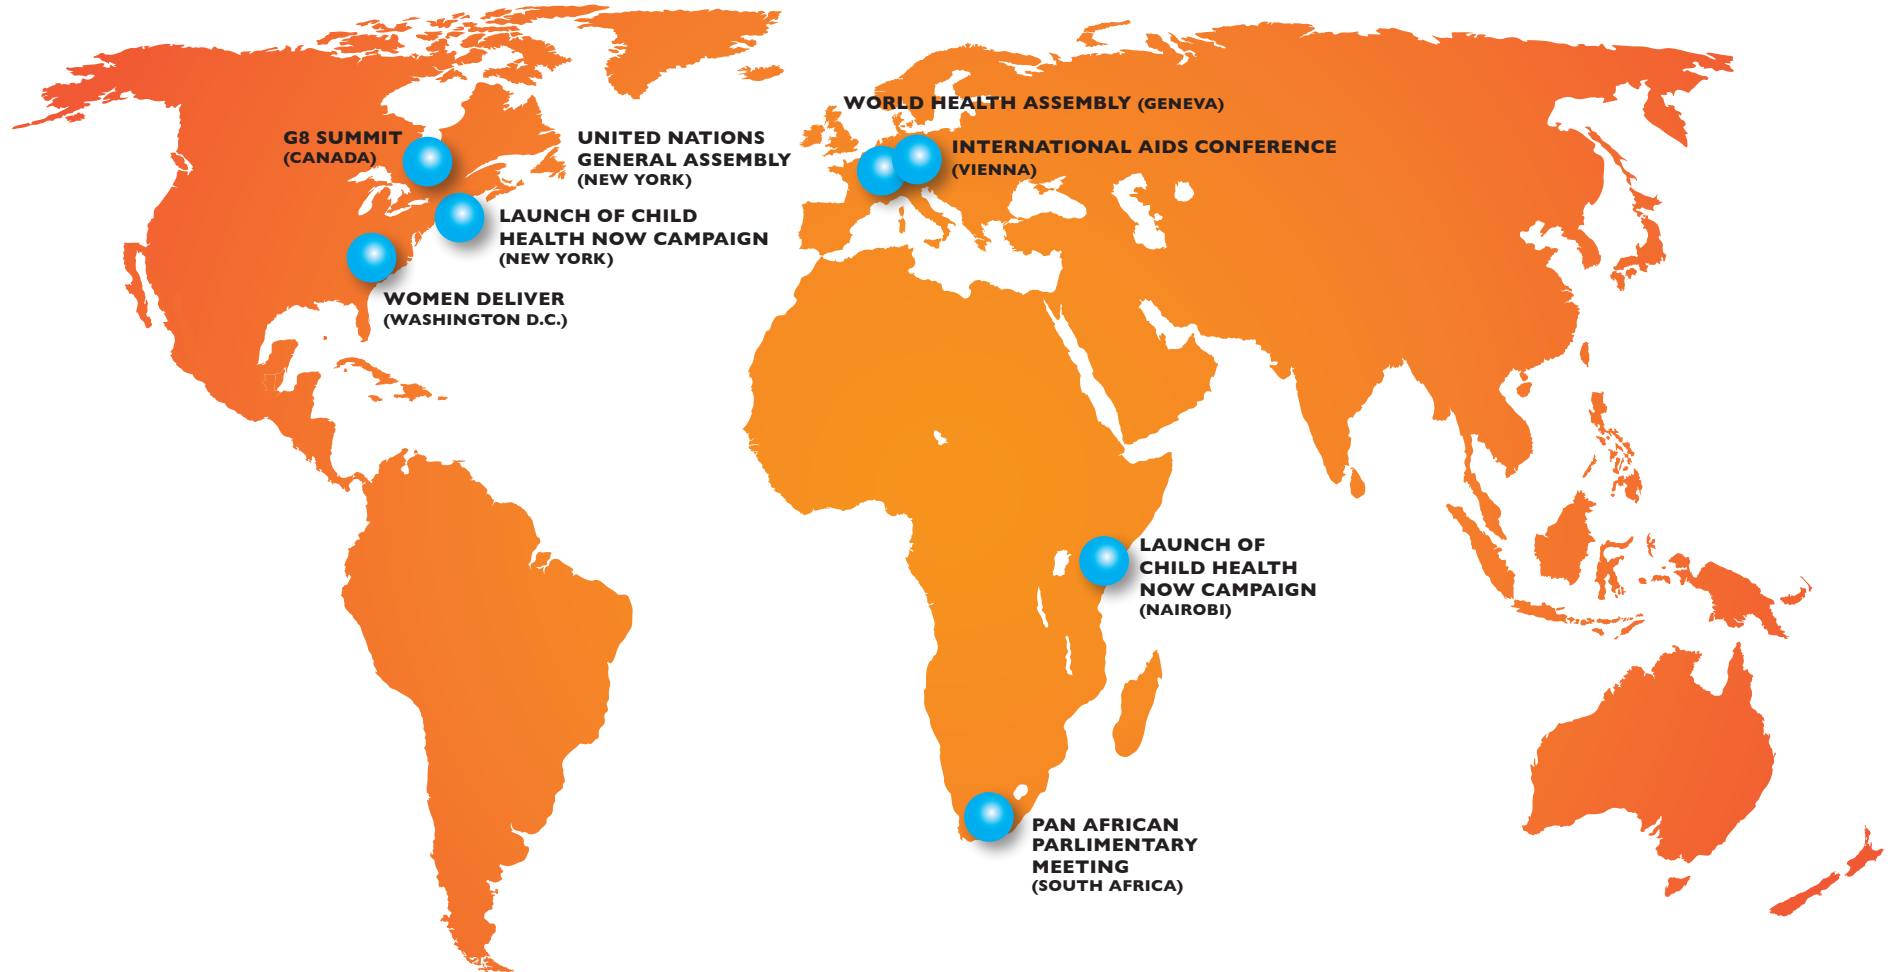 WORLD HEALTH ASSEMBLY (GENEVA)
G8 SUMMIT
(CANADA)
UNITED NATIONS
GENERAL ASSEMBLY
(NEW YORK)
INTERNATIONAL AIDS CONFERENCE
(VIENNA)
LAUNCH OF CHILD
HEALTH NOW CAMPAIGN
(NEW YORK)
WOMEN DELIVER
(WASHINGTON D.C.)
LAUNCH OF
CHILD HEALTH
NOW CAMPAIGN
(NAIROBI)
PAN AFRICAN
PARLIMENTARY
MEETING
(SOUTH AFRICA)